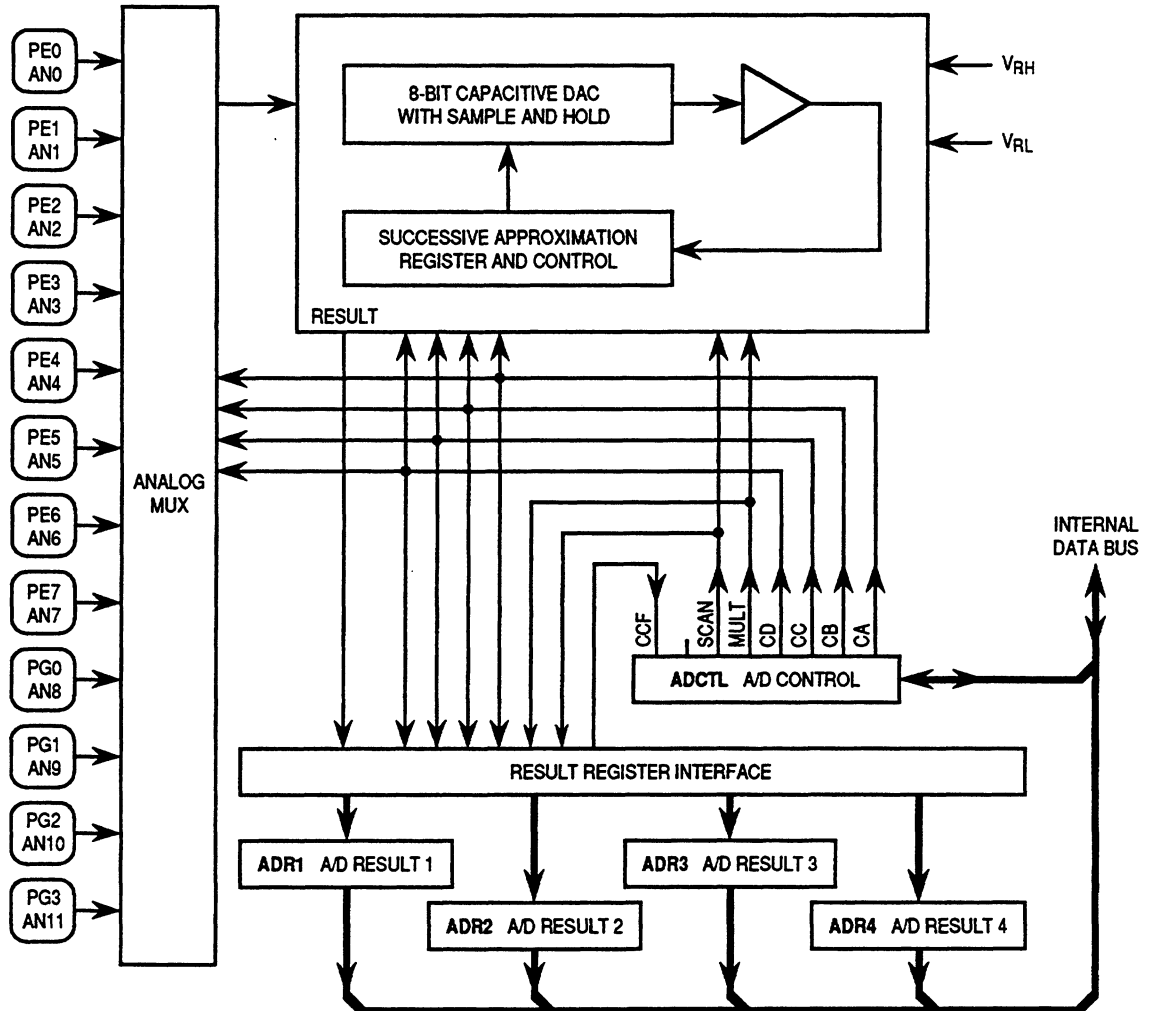 PE0
AN0
PE1
AN1
PE2
AN2
PE3
AN3
PE4
AN4
PE5
AN5
PE6
AN6
PE7
AN7
PG0
AN8
PG1
AN9
PG2
AN10
PG3
AN11
ANALOG
MUX
8-BIT CAPACITIVE DAC
WITH SAMPLE AND HOLD
SUCCESSIVE APPROXIMATION
REGISTER AND CONTROL
RESULT
VRH
VRL
INTERNAL
DATA BUS
CCF
SCAN
MULT
CD
CC
CB
CA
ADCTL A/D CONTROL
RESULT REGISTER INTERFACE
ADR1 A/D RESULT 1
ADR2 A/D RESULT 2
ADR3 A/D RESULT 3
ADR4 A/D RESULT 4